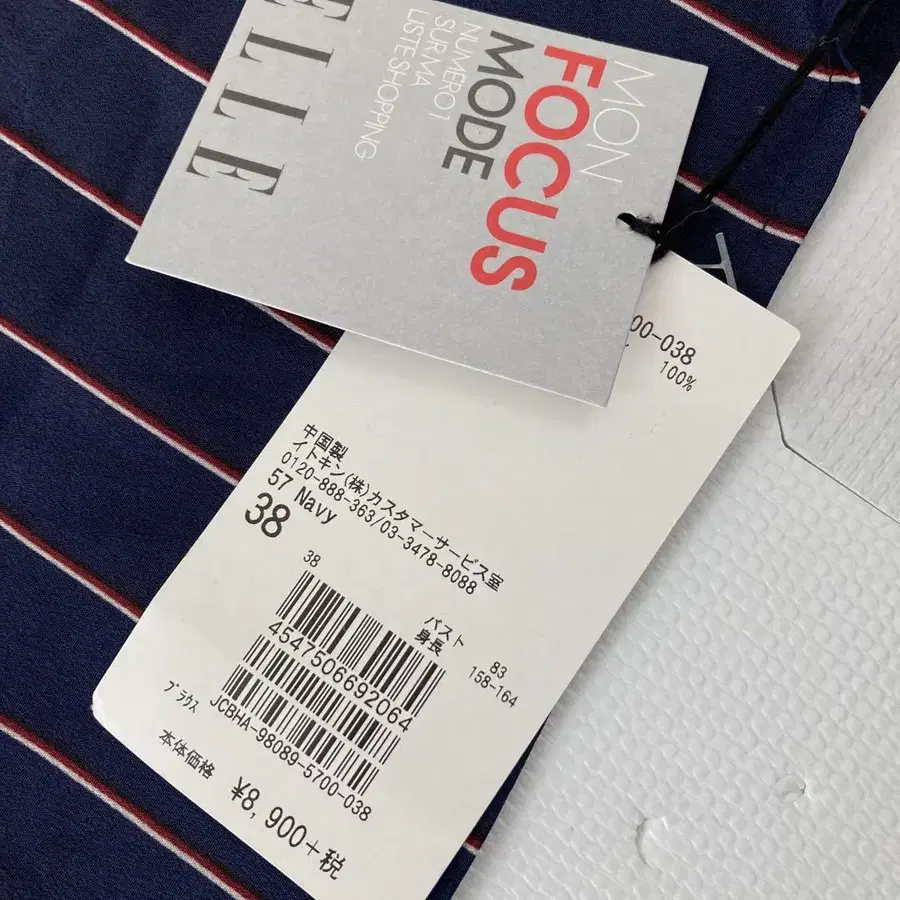 ELLE
MON
FOCUS
MODE
NUMERO 1
SUR MA
LISTE SHOPPING
00-038
100%
中国製
イトキン(株)カスタマーサービス室
0120-888-363/03-3478-8088
57 Navy
38
38
バスト 83
身長 158-164
4547506692064
ブラウス
JCBHA-98089-5700-038
本体価格 ¥8,900+税